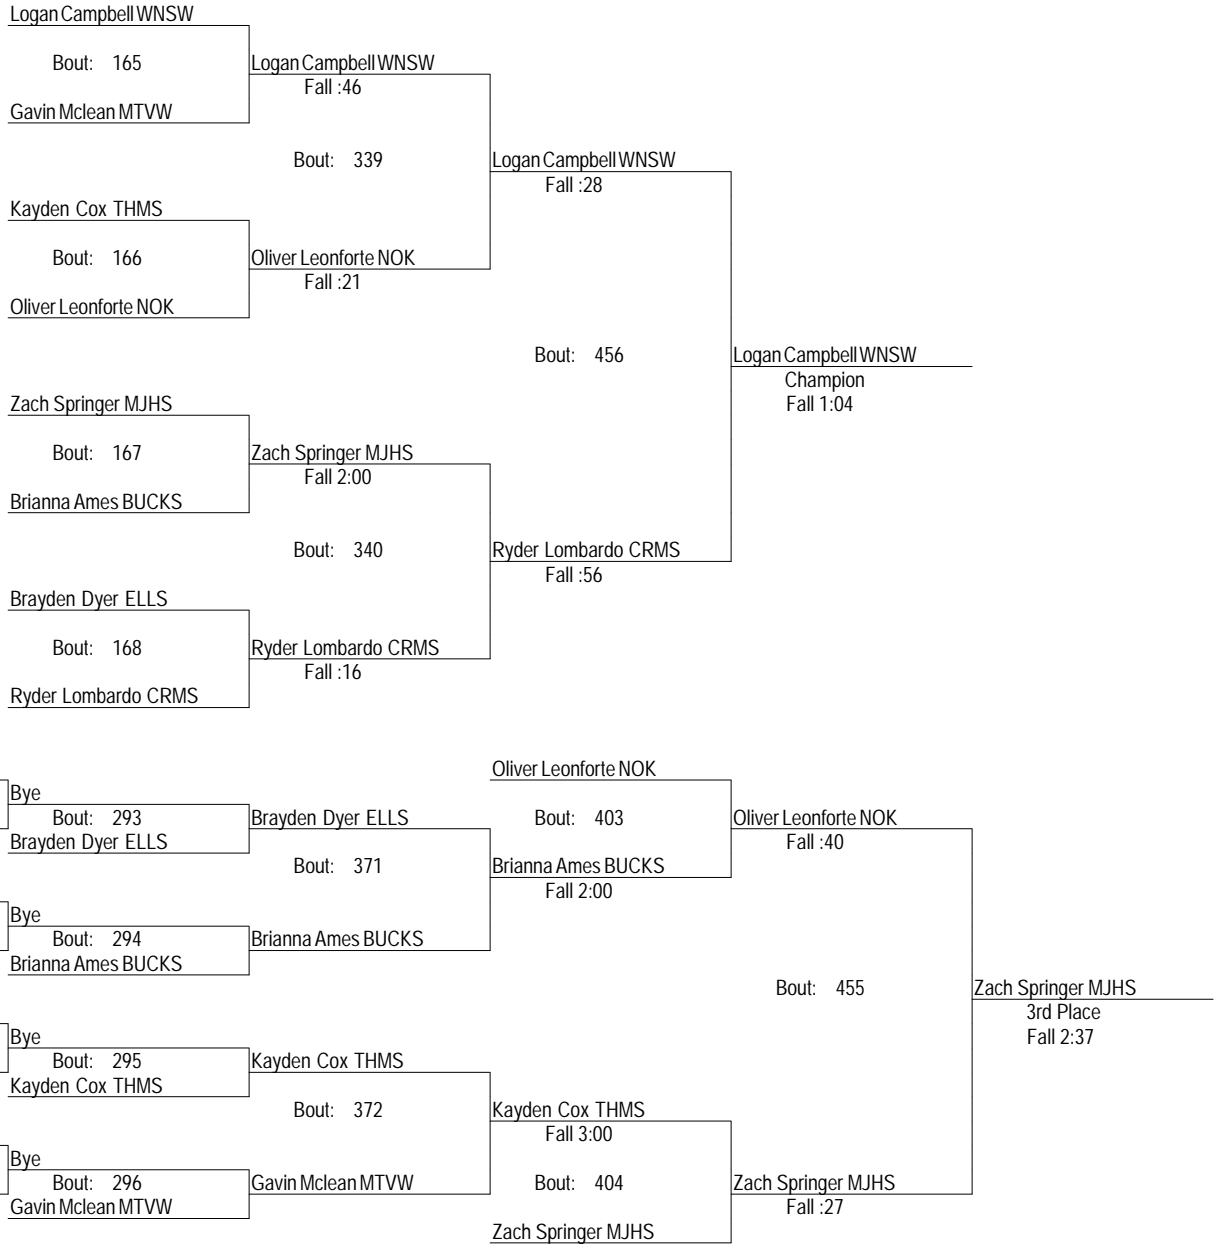 Logan Campbell WNSW
Bout: 165
Logan Campbell WNSW
Fall :46
Gavin Mclean MTVW
Bout: 339
Logan Campbell WNSW
Fall :28
Kayden Cox THMS
Bout: 166
Oliver Leonforte NOK
Fall :21
Oliver Leonforte NOK
Bout: 456
Logan Campbell WNSW
Champion
Fall 1:04
Zach Springer MJHS
Bout: 167
Zach Springer MJHS
Fall 2:00
Brianna Ames BUCKS
Bout: 340
Ryder Lombardo CRMS
Fall :56
Brayden Dyer ELLS
Bout: 168
Ryder Lombardo CRMS
Fall :16
Ryder Lombardo CRMS
Oliver Leonforte NOK
Bye
Bout: 293
Brayden Dyer ELLS
Bout: 403
Oliver Leonforte NOK
Brayden Dyer ELLS
Fall :40
Bout: 371
Brianna Ames BUCKS
Fall 2:00
Bye
Bout: 294
Brianna Ames BUCKS
Brianna Ames BUCKS
Bout: 455
Zach Springer MJHS
3rd Place
Fall 2:37
Bye
Bout: 295
Kayden Cox THMS
Kayden Cox THMS
Bout: 372
Kayden Cox THMS
Fall 3:00
Bye
Bout: 296
Gavin Mclean MTVW
Bout: 404
Zach Springer MJHS
Gavin Mclean MTVW
Fall :27
Zach Springer MJHS